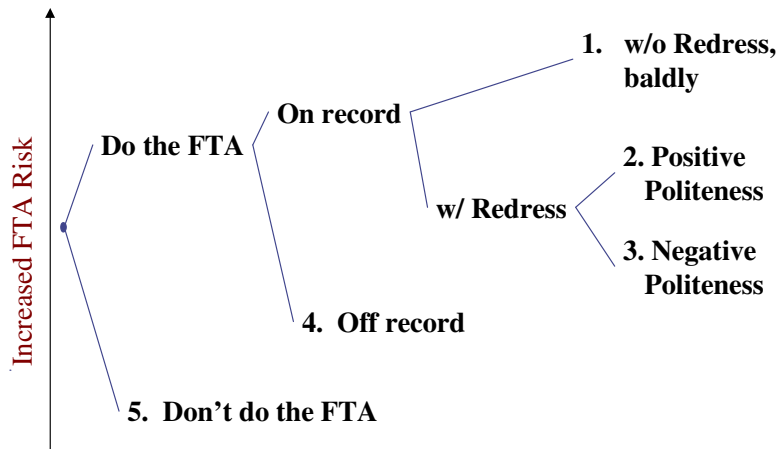 Increased FTA Risk
1. w/o Redress,
baldly
On record
Do the FTA
2. Positive
Politeness
w/ Redress
3. Negative
Politeness
4. Off record
5. Don't do the FTA